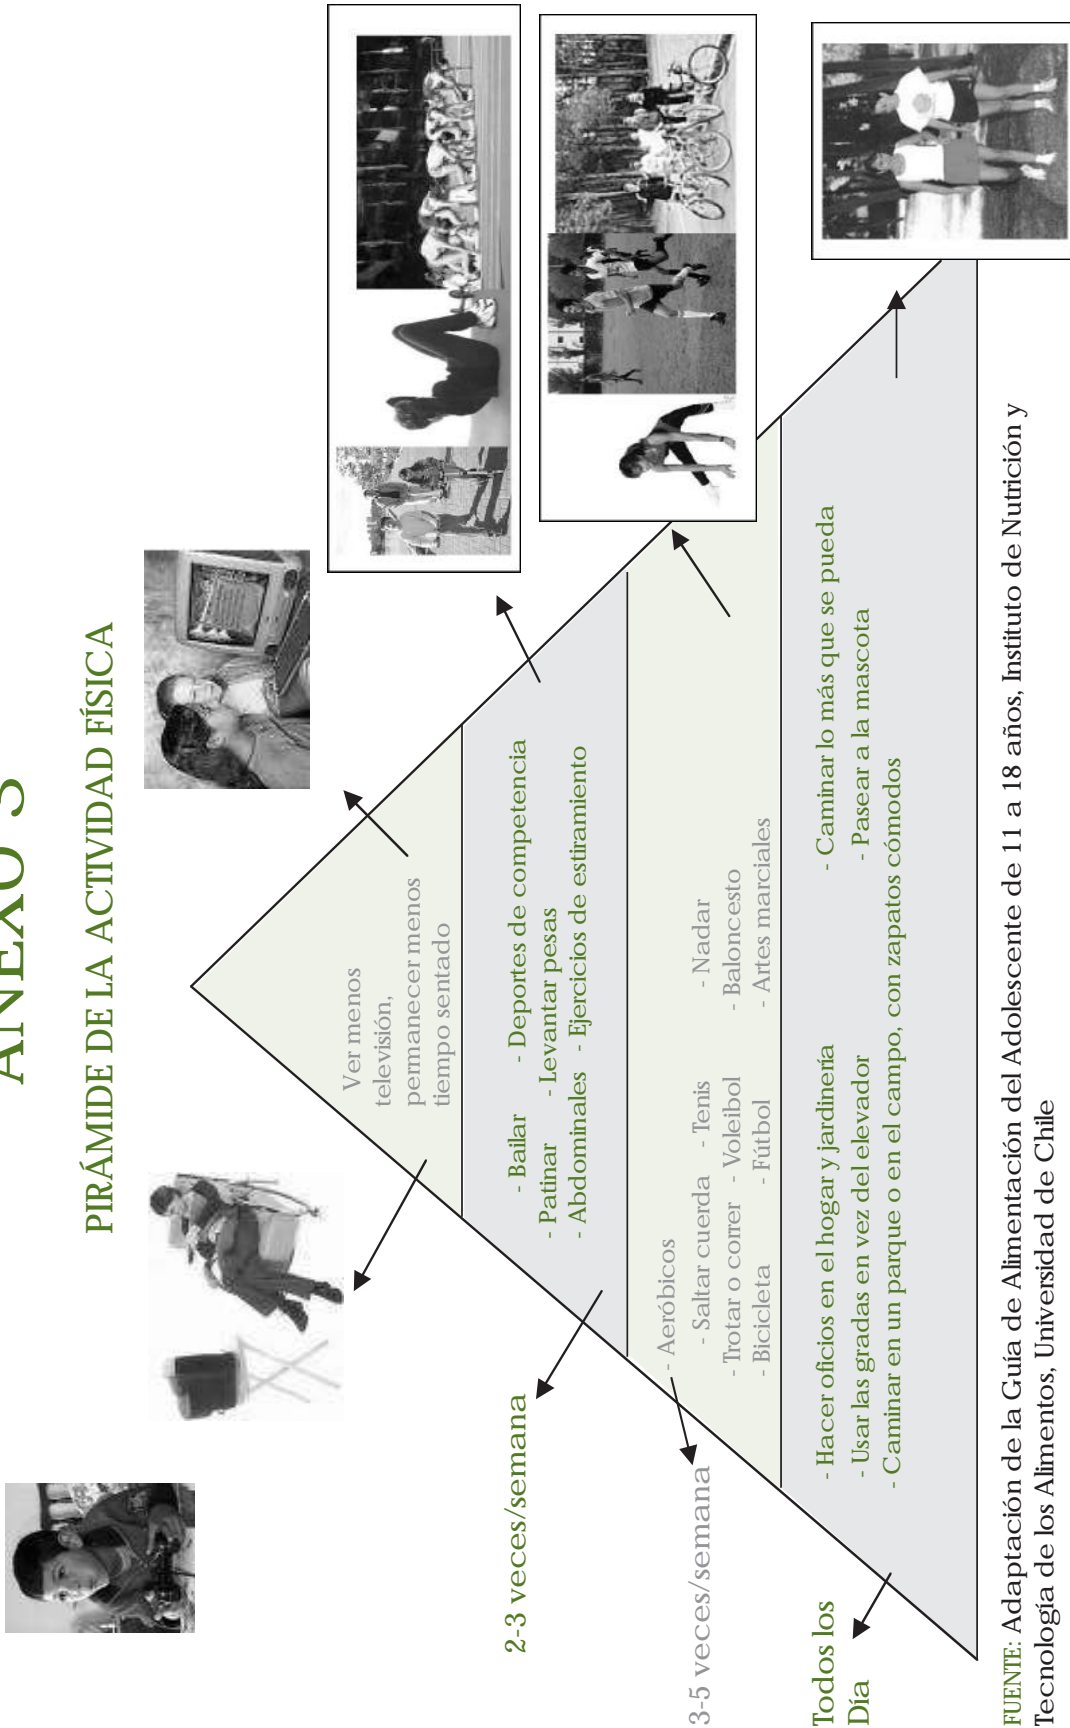 ANEXO 3
PIRÁMIDE DE LA ACTIVIDAD FÍSICA
Ver menos
televisión,
permanecer menos
tiempo sentado
2-3 veces/semana
- Bailar - Deportes de competencia
- Patinar - Levantar pesas
- Abdominales - Ejercicios de estiramiento
3-5 veces/semana
- Aeróbicos
- Saltar cuerda - Tenis - Nadar
- Trotar o correr - Voleibol - Baloncesto
- Bicicleta - Fútbol - Artes marciales
Todos los
Día
- Hacer oficios en el hogar y jardinería - Caminar lo más que se pueda
- Usar las gradas en vez del elevador - Pasear a la mascota
- Caminar en un parque o en el campo, con zapatos cómodos
FUENTE: Adaptación de la Guía de Alimentación del Adolescente de 11 a 18 años, Instituto de Nutrición y
Tecnología de los Alimentos, Universidad de Chile